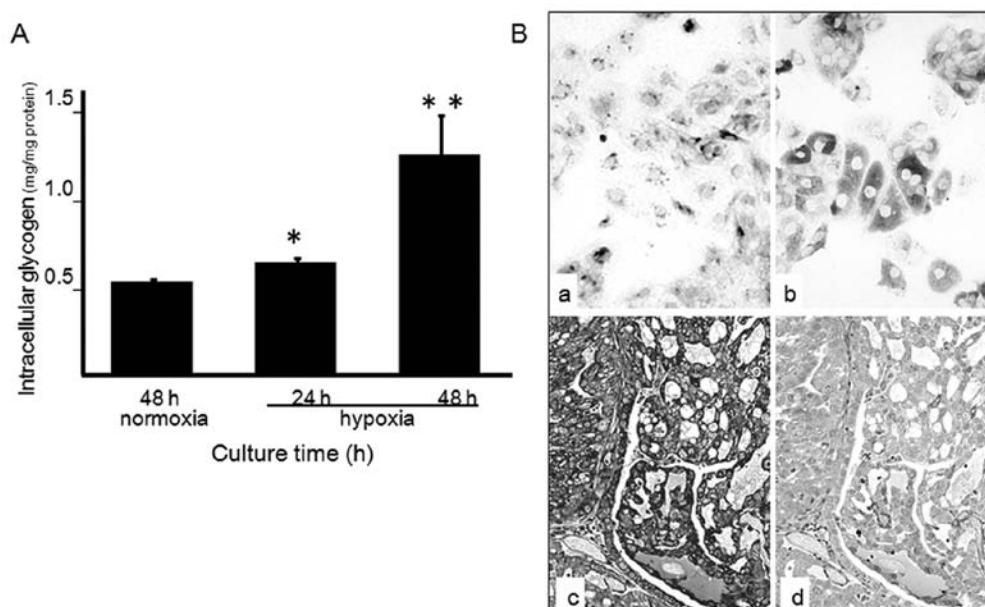 A
B
Intracellular glycogen (mg/mg protein)
1.5
1.0
0.5
*
* *
48 h
24 h
48 h
normoxia
hypoxia
Culture time (h)
a
b
c
d